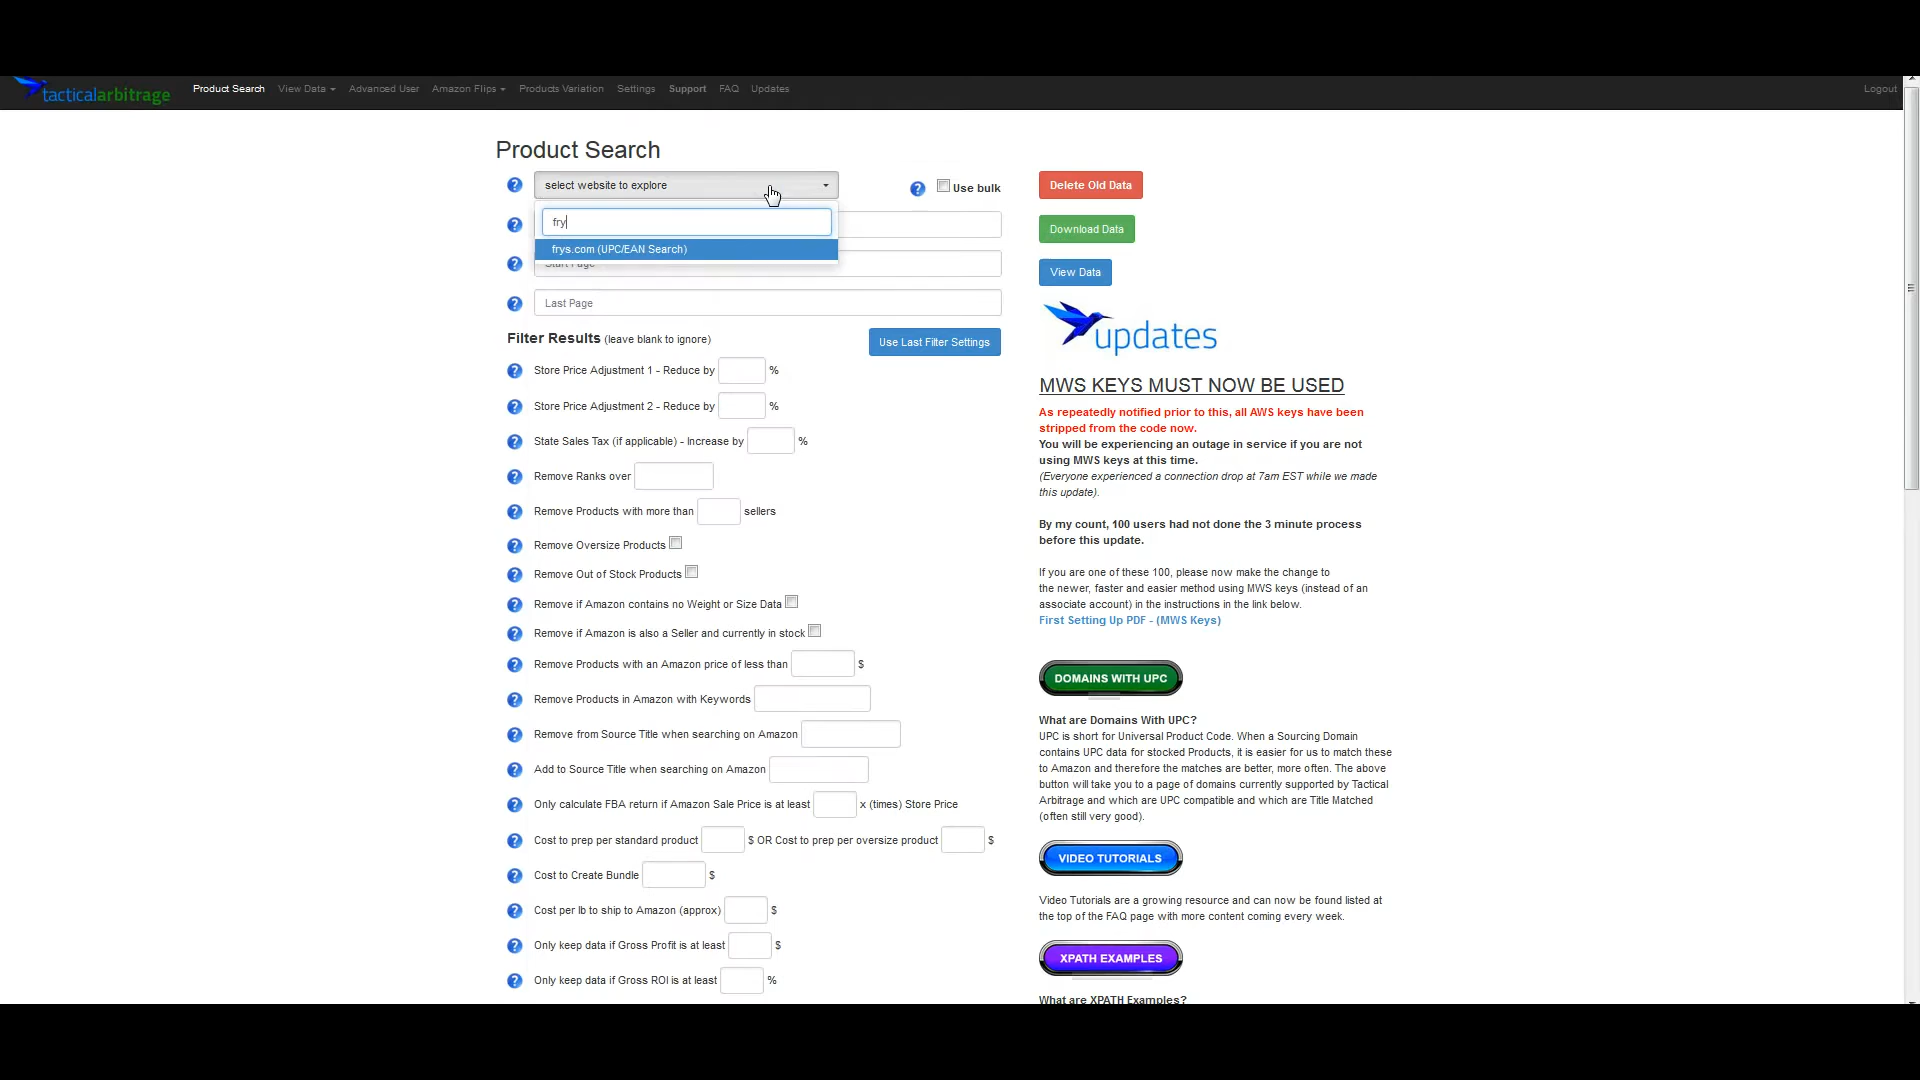 tacticalarbitrage
Product Search
View Data
Advanced User
Amazon Flips
Products Variation
Settings
Support
FAQ
Updates
Logout
Product Search
select website to explore
Use bulk
fry
frys.com (UPC/EAN Search)
Start Page
Last Page
Filter Results (leave blank to ignore)
Use Last Filter Settings
Store Price Adjustment 1 - Reduce by %
Store Price Adjustment 2 - Reduce by %
State Sales Tax (if applicable) - Increase by %
Remove Ranks over
Remove Products with more than sellers
Remove Oversize Products
Remove Out of Stock Products
Remove if Amazon contains no Weight or Size Data
Remove if Amazon is also a Seller and currently in stock
Remove Products with an Amazon price of less than $
Remove Products in Amazon with Keywords
Remove from Source Title when searching on Amazon
Add to Source Title when searching on Amazon
Only calculate FBA return if Amazon Sale Price is at least x (times) Store Price
Cost to prep per standard product $ OR Cost to prep per oversize product $
Cost to Create Bundle $
Cost per lb to ship to Amazon (approx) $
Only keep data if Gross Profit is at least $
Only keep data if Gross ROI is at least %
Delete Old Data
Download Data
View Data
updates
MWS KEYS MUST NOW BE USED
As repeatedly notified prior to this, all AWS keys have been
stripped from the code now.
You will be experiencing an outage in service if you are not
using MWS keys at this time.
(Everyone experienced a connection drop at 7am EST while we made
this update).
By my count, 100 users had not done the 3 minute process
before this update.
If you are one of these 100, please now make the change to
the newer, faster and easier method using MWS keys (instead of an
associate account) in the instructions in the link below.
First Setting Up PDF - (MWS Keys)
DOMAINS WITH UPC
What are Domains With UPC?
UPC is short for Universal Product Code. When a Sourcing Domain
contains UPC data for stocked Products, it is easier for us to match these
to Amazon and therefore the matches are better, more often. The above
button will take you to a page of domains currently supported by Tactical
Arbitrage and which are UPC compatible and which are Title Matched
(often still very good).
VIDEO TUTORIALS
Video Tutorials are a growing resource and can now be found listed at
the top of the FAQ page with more content coming every week.
XPATH EXAMPLES
What are XPATH Examples?